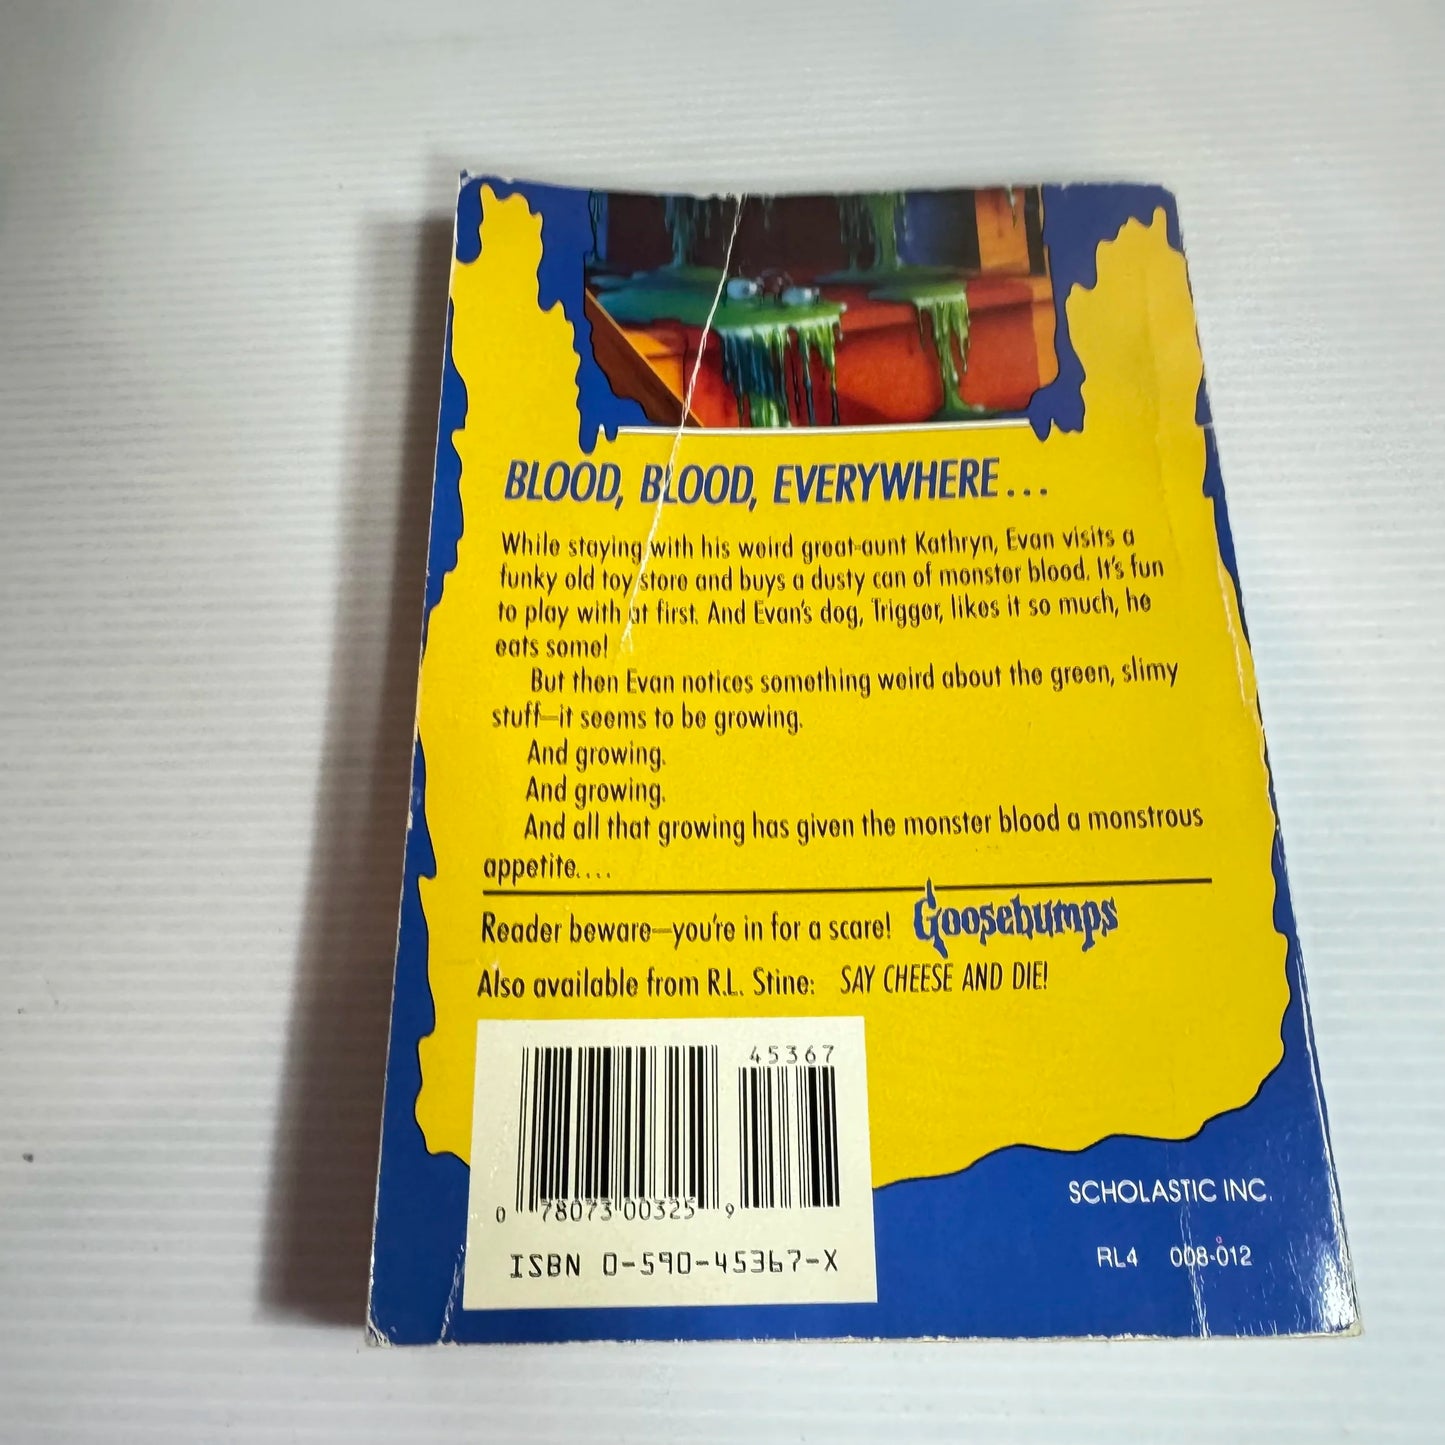 BLOOD, BLOOD, EVERYWHERE...
While staying with his weird great-aunt Kathryn, Evan visits a
funky old toy store and buys a dusty can of monster blood. It's fun
to play with at first. And Evan's dog, Trigger, likes it so much, he
eats some!
But then Evan notices something weird about the green, slimy
stuff—it seems to be growing.
And growing.
And growing.
And all that growing has given the monster blood a monstrous
appetite....
Reader beware—you're in for a scare! Goosebumps
Also available from R.L. Stine: SAY CHEESE AND DIE!
45367
0 78073 00325 9
ISBN 0-590-45367-X
SCHOLASTIC INC.
RL4 008-012